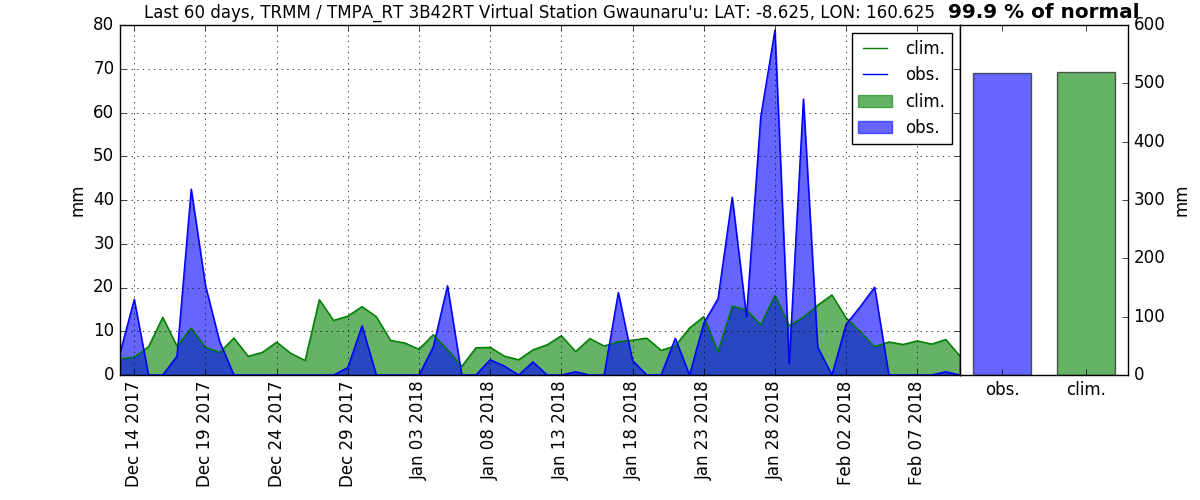 Last 60 days, TRMM / TMPA_RT 3B42RT Virtual Station Gwaunaru'u: LAT: -8.625, LON: 160.625
99.9 % of normal
80
70
60
50
40
30
20
10
0
mm
clim.
obs.
clim.
obs.
Dec 14 2017
Dec 19 2017
Dec 24 2017
Dec 29 2017
Jan 03 2018
Jan 08 2018
Jan 13 2018
Jan 18 2018
Jan 23 2018
Jan 28 2018
Feb 02 2018
Feb 07 2018
600
500
400
300
200
100
0
mm
obs.
clim.